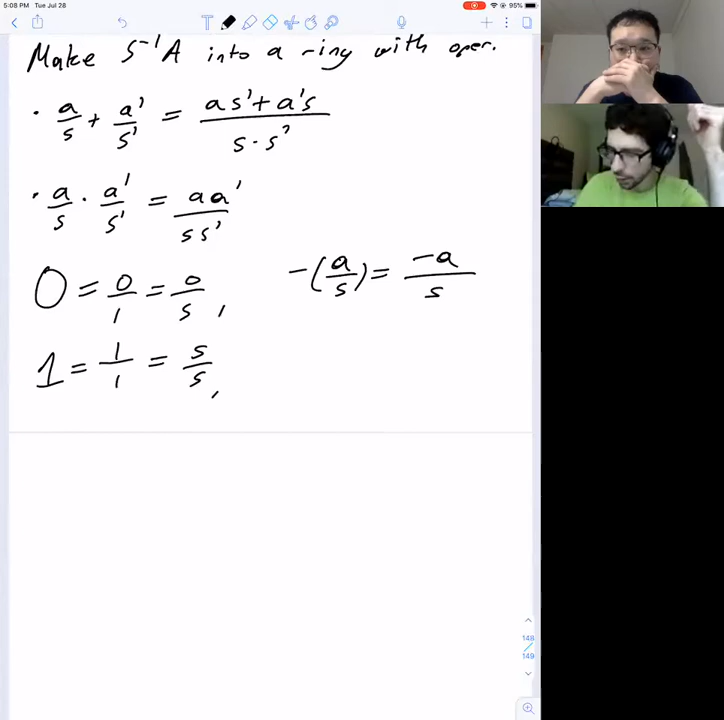 5:08 PM Tue Jul 28
95%
Make S⁻¹A into a ring with oper.
· a/s + a'/s' = (as' + a's)/(s · s')
· a/s · a'/s' = aa'/ss'
0 = 0/1 = 0/s , -(a/s) = -a/s
1 = 1/1 = s/s ,
148
149